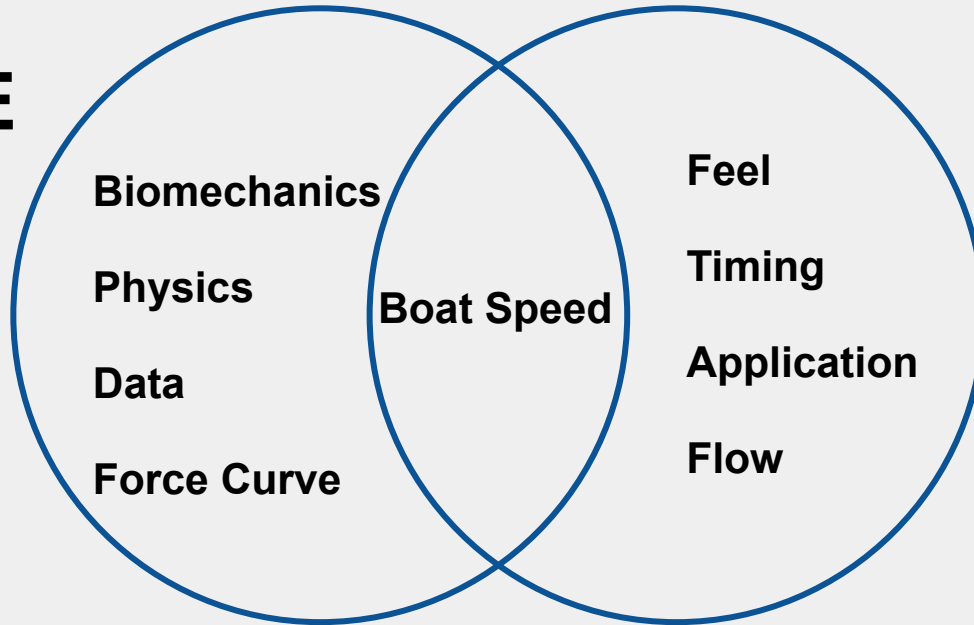 E
Biomechanics
Physics
Data
Force Curve
Boat Speed
Feel
Timing
Application
Flow